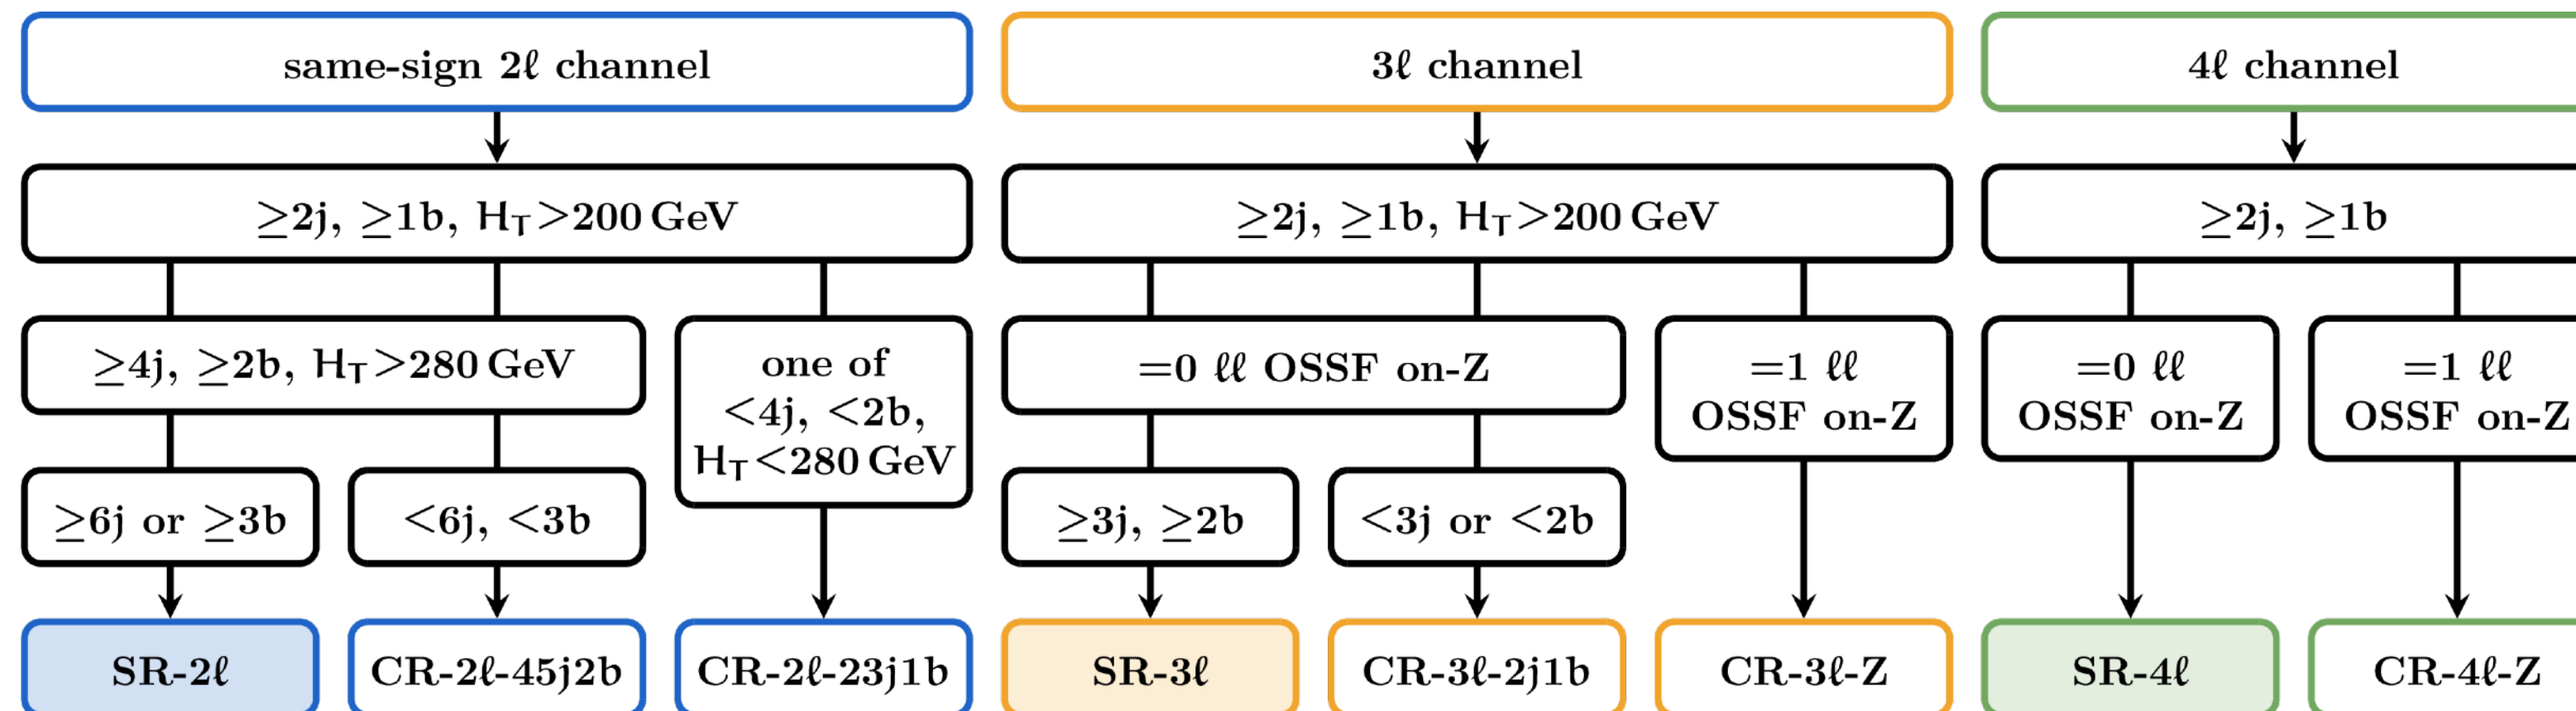 same-sign 2ℓ channel
3ℓ channel
4ℓ channel
≥2j, ≥1b, H_T>200 GeV
≥2j, ≥1b, H_T>200 GeV
≥2j, ≥1b
≥4j, ≥2b, H_T>280 GeV
one of
<4j, <2b,
H_T<280 GeV
=0 ℓℓ OSSF on-Z
=1 ℓℓ
OSSF on-Z
=0 ℓℓ
OSSF on-Z
=1 ℓℓ
OSSF on-Z
≥6j or ≥3b
<6j, <3b
≥3j, ≥2b
<3j or <2b
SR-2ℓ
CR-2ℓ-45j2b
CR-2ℓ-23j1b
SR-3ℓ
CR-3ℓ-2j1b
CR-3ℓ-Z
SR-4ℓ
CR-4ℓ-Z